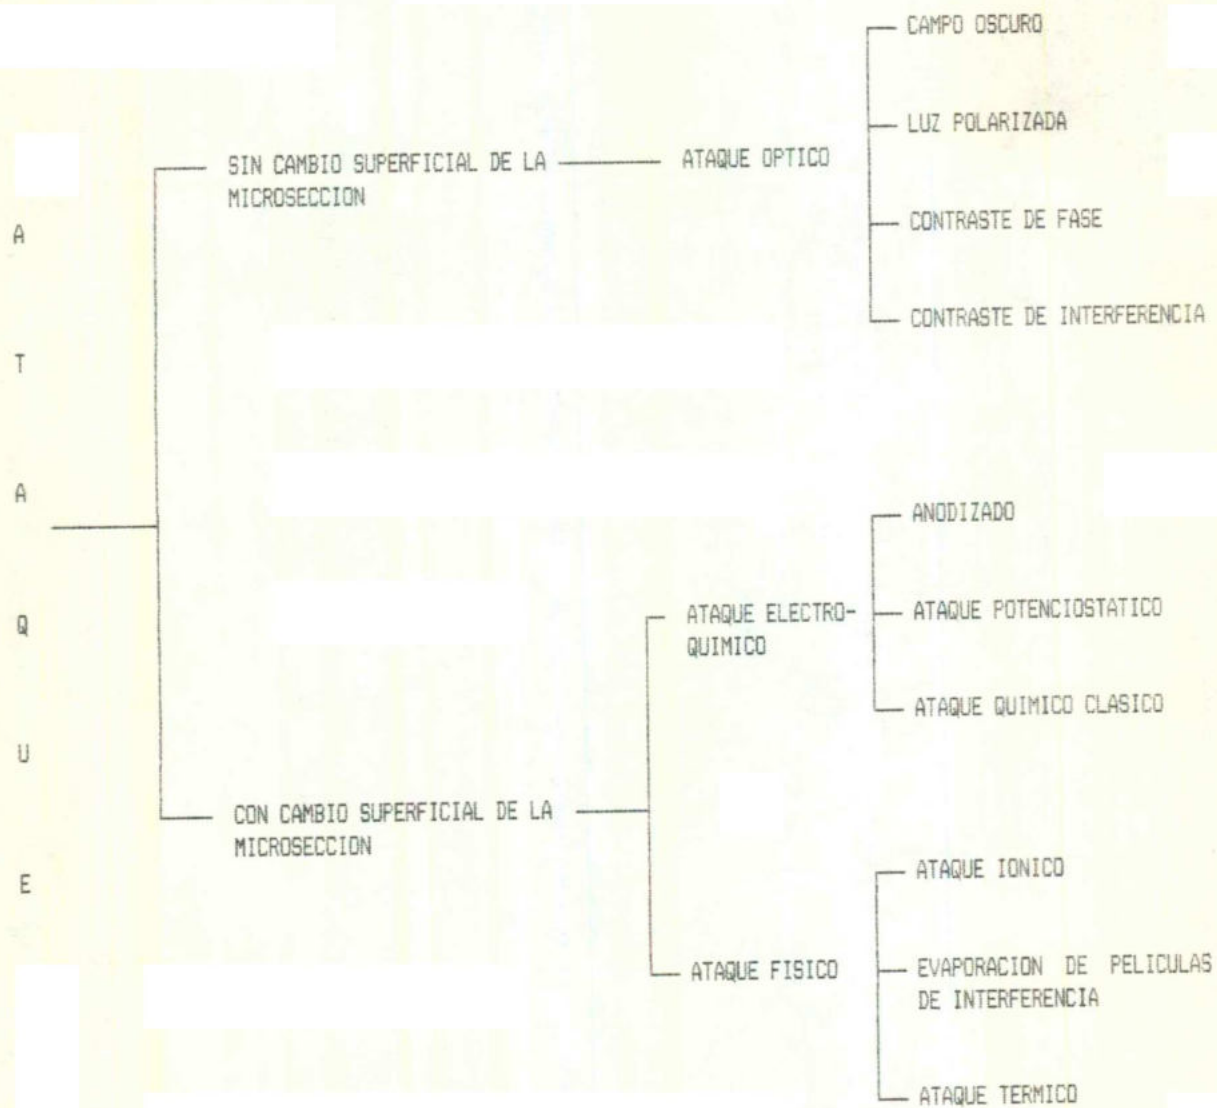 CAMPO OSCURO
LUZ POLARIZADA
SIN CAMBIO SUPERFICIAL DE LA
MICROSECCION
ATAQUE OPTICO
CONTRASTE DE FASE
CONTRASTE DE INTERFERENCIA
A
T
A
Q
U
E
ANODIZADO
ATAQUE ELECTRO-
QUIMICO
ATAQUE POTENCIOSTATICO
ATAQUE QUIMICO CLASICO
CON CAMBIO SUPERFICIAL DE LA
MICROSECCION
ATAQUE IONICO
ATAQUE FISICO
EVAPORACION DE PELICULAS
DE INTERFERENCIA
ATAQUE TERMICO